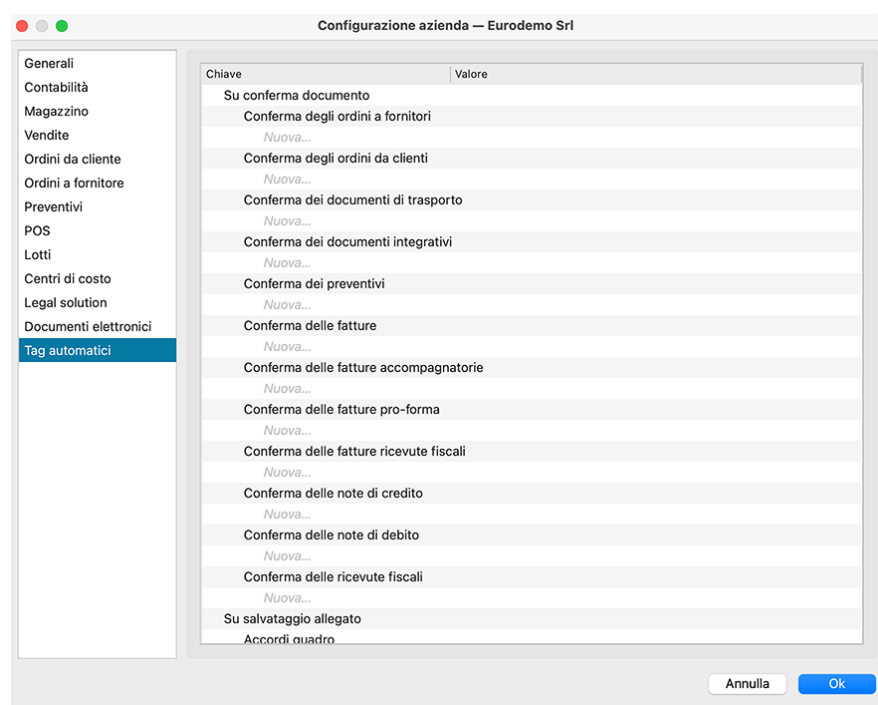 Configurazione azienda — Eurodemo Srl
Generali
Contabilità
Magazzino
Vendite
Ordini da cliente
Ordini a fornitore
Preventivi
POS
Lotti
Centri di costo
Legal solution
Documenti elettronici
Tag automatici
Chiave Valore
Su conferma documento
Conferma degli ordini a fornitori
Nuova...
Conferma degli ordini da clienti
Nuova...
Conferma dei documenti di trasporto
Nuova...
Conferma dei documenti integrativi
Nuova...
Conferma dei preventivi
Nuova...
Conferma delle fatture
Nuova...
Conferma delle fatture accompagnatorie
Nuova...
Conferma delle fatture pro-forma
Nuova...
Conferma delle fatture ricevute fiscali
Nuova...
Conferma delle note di credito
Nuova...
Conferma delle note di debito
Nuova...
Conferma delle ricevute fiscali
Nuova...
Su salvataggio allegato
Accordi quadro
Annulla Ok